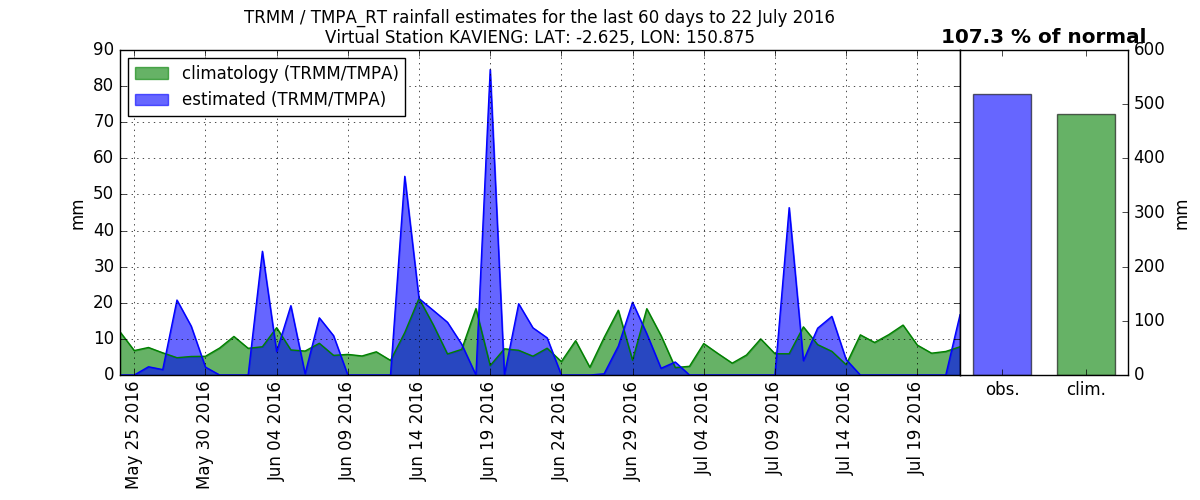 TRMM / TMPA_RT rainfall estimates for the last 60 days to 22 July 2016
Virtual Station KAVIENG: LAT: -2.625, LON: 150.875
107.3 % of normal
climatology (TRMM/TMPA)
estimated (TRMM/TMPA)
90
80
70
60
50
40
30
20
10
0
mm
May 25 2016
May 30 2016
Jun 04 2016
Jun 09 2016
Jun 14 2016
Jun 19 2016
Jun 24 2016
Jun 29 2016
Jul 04 2016
Jul 09 2016
Jul 14 2016
Jul 19 2016
obs.
clim.
600
500
400
300
200
100
0
mm